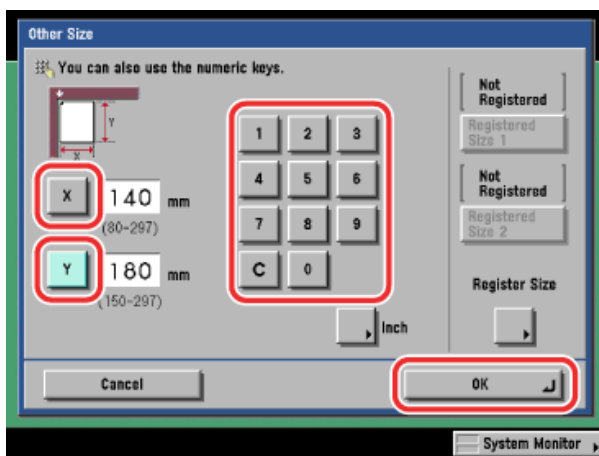 Other Size
You can also use the numeric keys.
Y
X
X 140 mm
(80-297)
Y 180 mm
(150-297)
1 2 3
4 5 6
7 8 9
C 0
Inch
Not
Registered
Registered
Size 1
Not
Registered
Registered
Size 2
Register Size
Cancel
OK
System Monitor